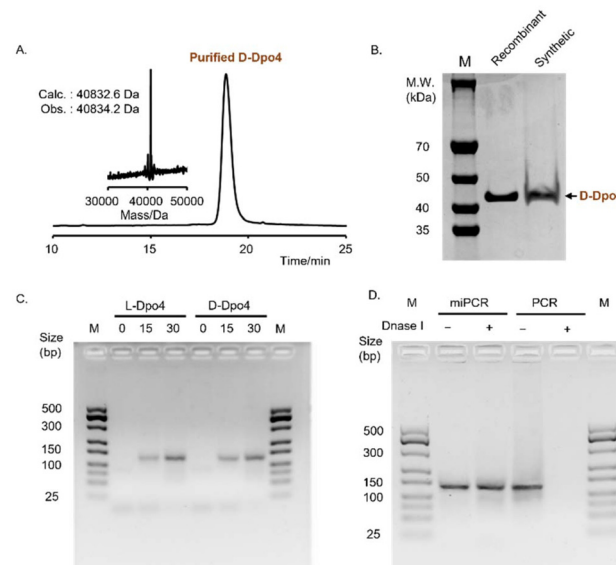 A.
Purified D-Dpo4
Calc. : 40832.6 Da
Obs. : 40834.2 Da
30000 40000 50000
Mass/Da
10 15 20 25
Time/min
B.
Recombinant
Synthetic
M
M.W.
(kDa)
70
50
40
35
D-Dpo
C.
L-Dpo4 D-Dpo4
M 0 15 30 0 15 30 M
Size
(bp)
500
300
150
100
25
D.
M miPCR PCR M
Dnase I − + − +
Size
(bp)
500
300
150
100
25